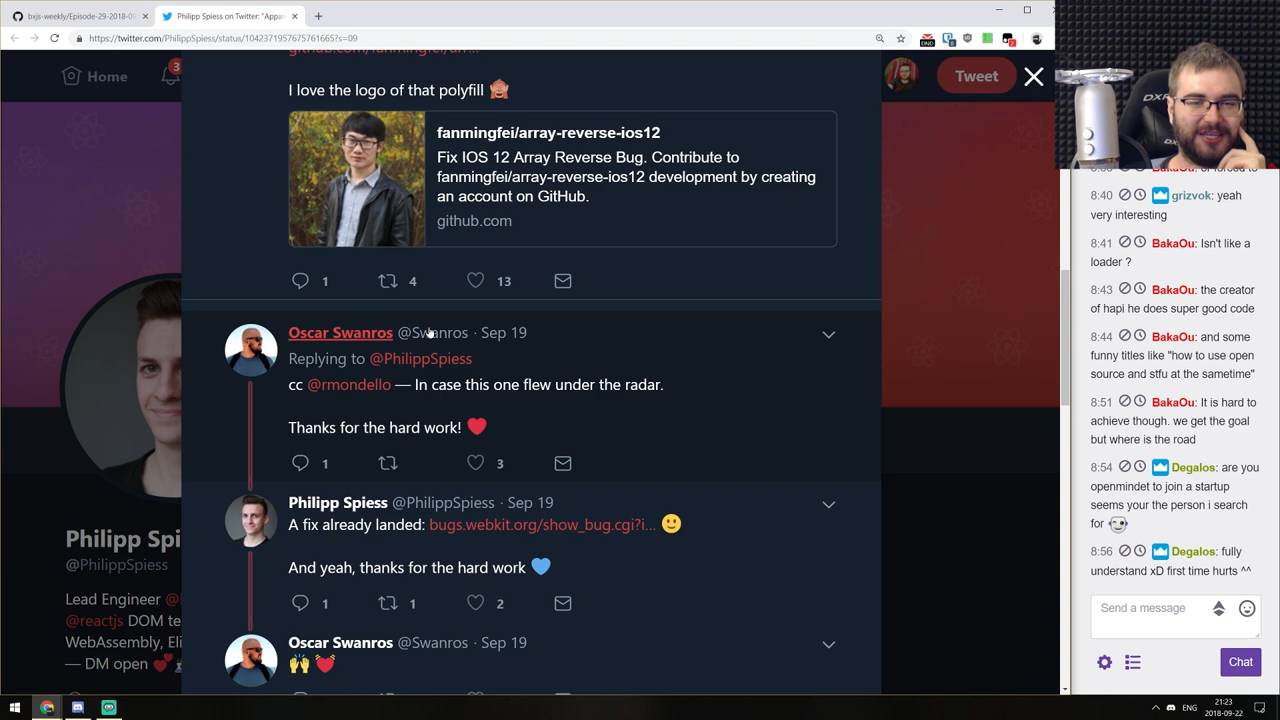 bxjs-weekly/Episode-29-2018-09
Philipp Spiess on Twitter: "Appar
https://twitter.com/PhilippSpiess/status/1042371957675761665?s=09
DND
2
Home
3
Tweet
I love the logo of that polyfill 🙈
fanmingfei/array-reverse-ios12
Fix IOS 12 Array Reverse Bug. Contribute to
fanmingfei/array-reverse-ios12 development by creating
an account on GitHub.
github.com
1 4 13
Oscar Swanros @Swanros · Sep 19
Replying to @PhilippSpiess
cc @rmondello — In case this one flew under the radar.
Thanks for the hard work! ❤️
1 3
Philipp Spiess @PhilippSpiess · Sep 19
A fix already landed: bugs.webkit.org/show_bug.cgi?i... 🙂
And yeah, thanks for the hard work 💙
1 1 2
Oscar Swanros @Swanros · Sep 19
🙌 💓
Philipp Spi
@PhilippSpiess
Lead Engineer @
@reactjs DOM te
WebAssembly, Eli
— DM open 💕
DXR
BakaOu: or forced to
8:40 grizvok: yeah
very interesting
8:41 BakaOu: Isn't like a
loader ?
8:43 BakaOu: the creator
of hapi he does super good code
8:44 BakaOu: and some
funny titles like "how to use open
source and stfu at the sametime"
8:51 BakaOu: It is hard to
achieve though. we get the goal
but where is the road
8:54 Degalos: are you
openmindet to join a startup
seems your the person i search
for
8:56 Degalos: fully
understand xD first time hurts ^^
Send a message
Chat
ENG
21:23
2018-09-22